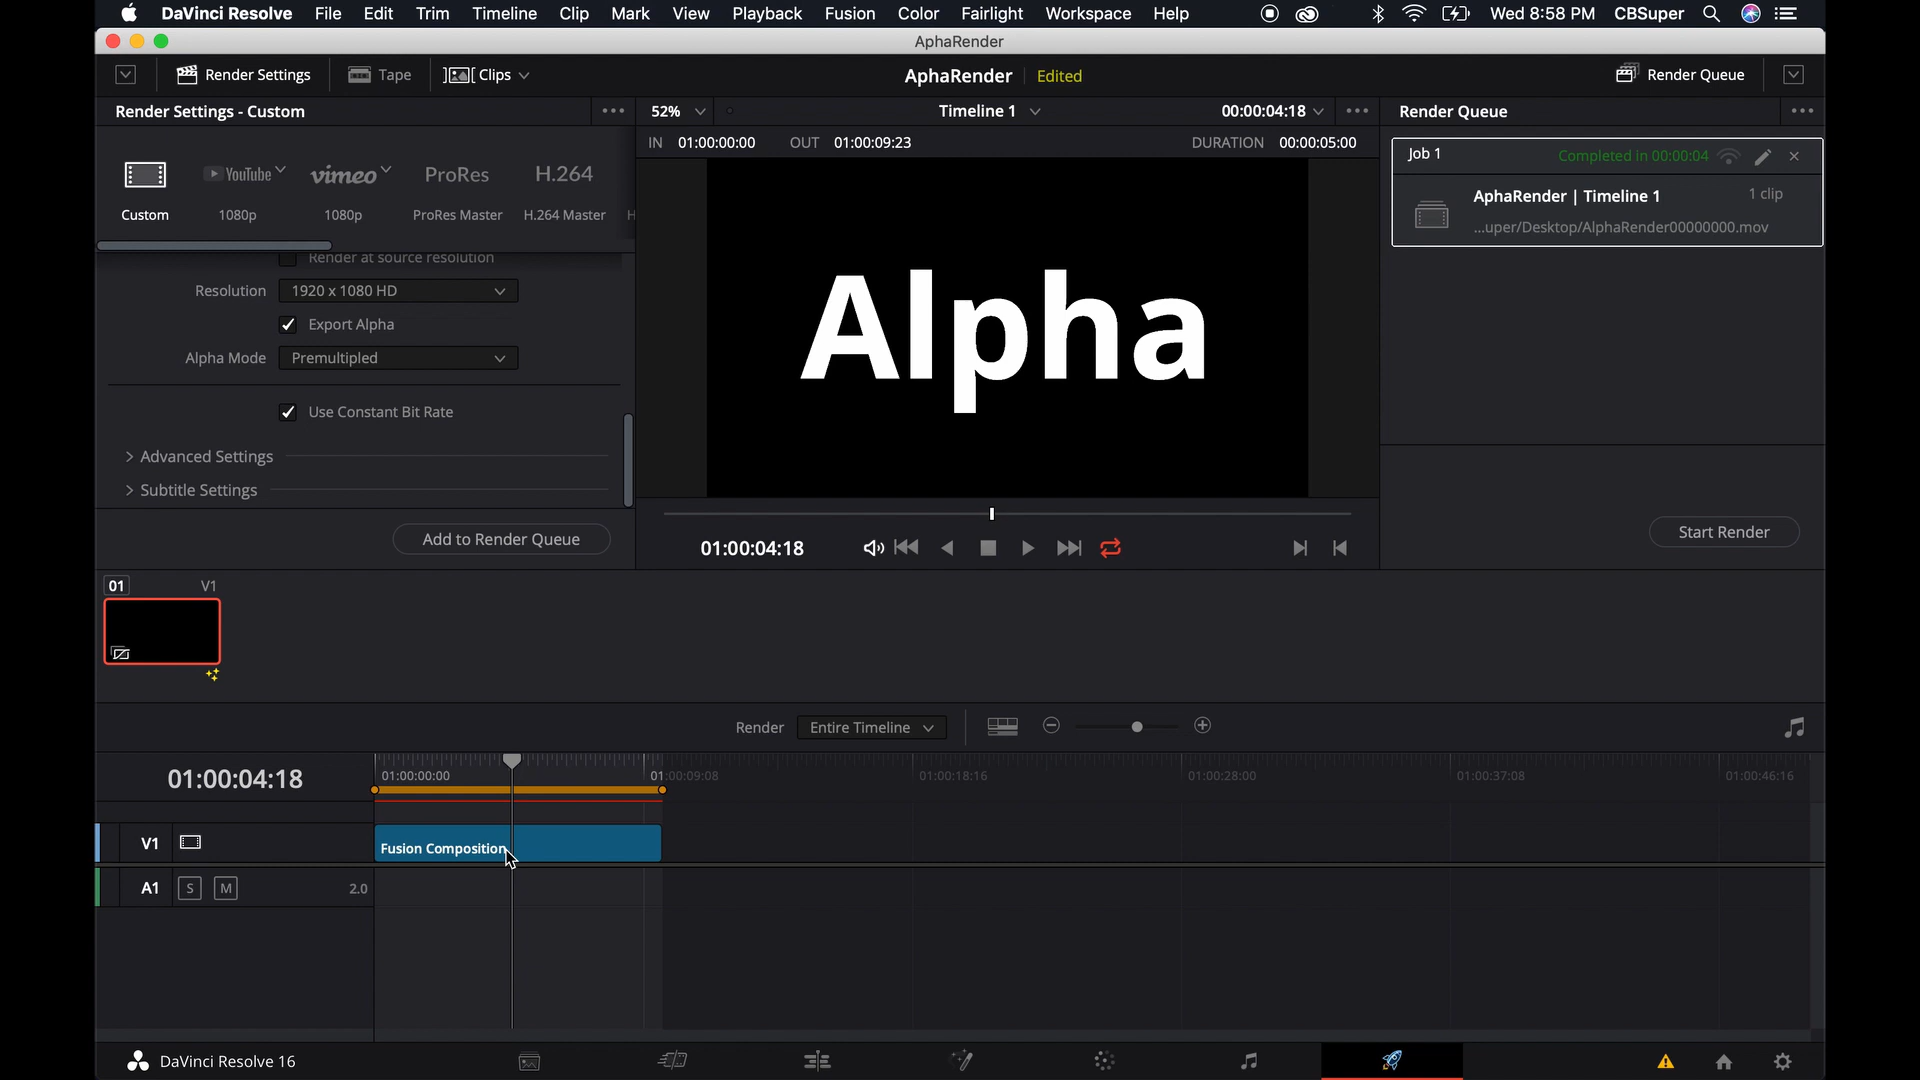 DaVinci Resolve File Edit Trim Timeline Clip Mark View Playback Fusion Color Fairlight Workspace Help Wed 8:58 PM CBSuper
AphaRender
Render Settings Tape Clips AphaRender Edited Render Queue
Render Settings - Custom 52% Timeline 1 00:00:04:18 Render Queue
IN 01:00:00:00 OUT 01:00:09:23 DURATION 00:00:05:00
Job 1 Completed in 00:00:04
YouTube vimeo ProRes H.264
AphaRender | Timeline 1 1 clip
Custom 1080p 1080p ProRes Master H.264 Master H
...uper/Desktop/AlphaRender00000000.mov
Render at source resolution
Resolution 1920 x 1080 HD
Export Alpha
Alpha
Alpha Mode Premultipled
Use Constant Bit Rate
Advanced Settings
Subtitle Settings
Add to Render Queue 01:00:04:18 Start Render
01 V1
Render Entire Timeline
01:00:04:18 01:00:00:00 01:00:09:08 01:00:18:16 01:00:28:00 01:00:37:08 01:00:46:16
V1 Fusion Composition
A1 S M 2.0
DaVinci Resolve 16